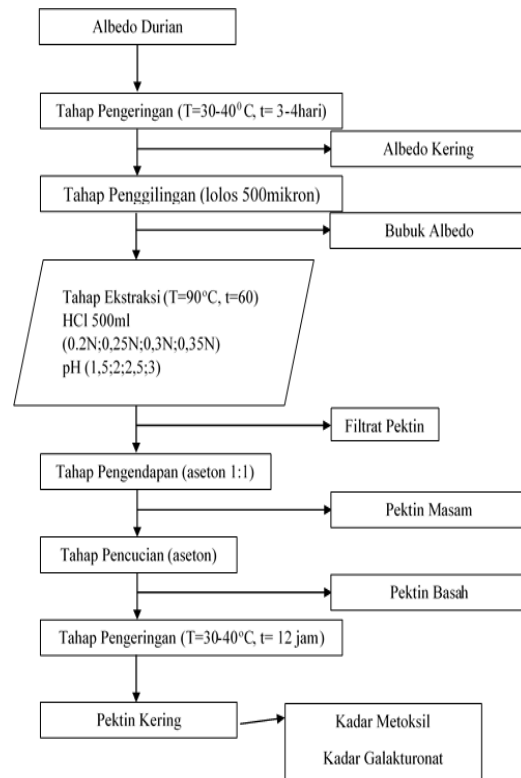 Albedo Durian
Tahap Pengeringan (T=30-40⁰C, t= 3-4hari)
Albedo Kering
Tahap Penggilingan (lolos 500mikron)
Bubuk Albedo
Tahap Ekstraksi (T=90°C, t=60)
HCl 500ml
(0.2N;0,25N;0,3N;0,35N)
pH (1,5;2;2,5;3)
Filtrat Pektin
Tahap Pengendapan (aseton 1:1)
Pektin Masam
Tahap Pencucian (aseton)
Pektin Basah
Tahap Pengeringan (T=30-40°C, t= 12 jam)
Pektin Kering
Kadar Metoksil
Kadar Galakturonat